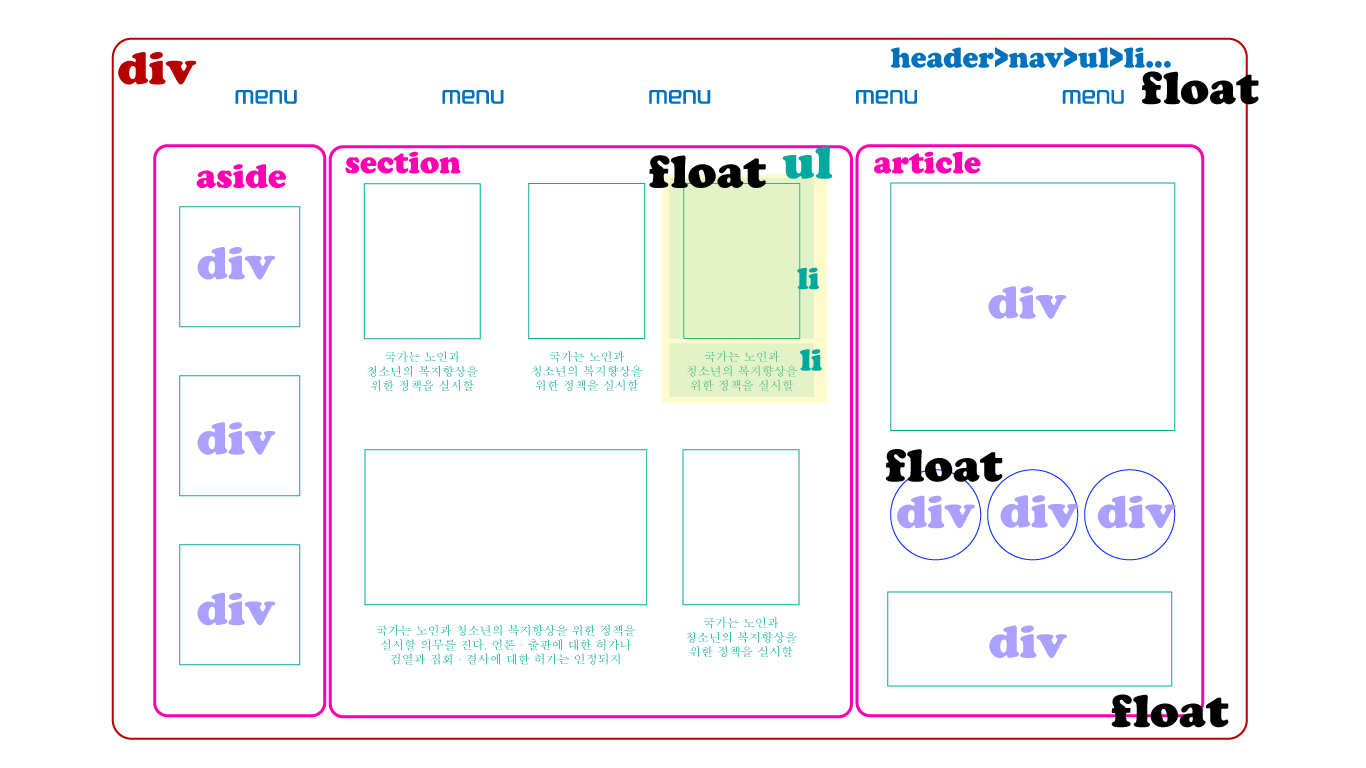 div
header>nav>ul>li...
menu menu menu menu menu
float
aside
div
div
div
section
float
ul
li
li
국가는 노인과
청소년의 복지향상을
위한 정책을 실시할
국가는 노인과
청소년의 복지향상을
위한 정책을 실시할
국가는 노인과
청소년의 복지향상을
위한 정책을 실시할
국가는 노인과 청소년의 복지향상을 위한 정책을
실시할 의무를 진다. 언론·출판에 대한 허가나
검열과 집회·결사에 대한 허가는 인정되지
국가는 노인과
청소년의 복지향상을
위한 정책을 실시할
article
div
float
div div div
div
float